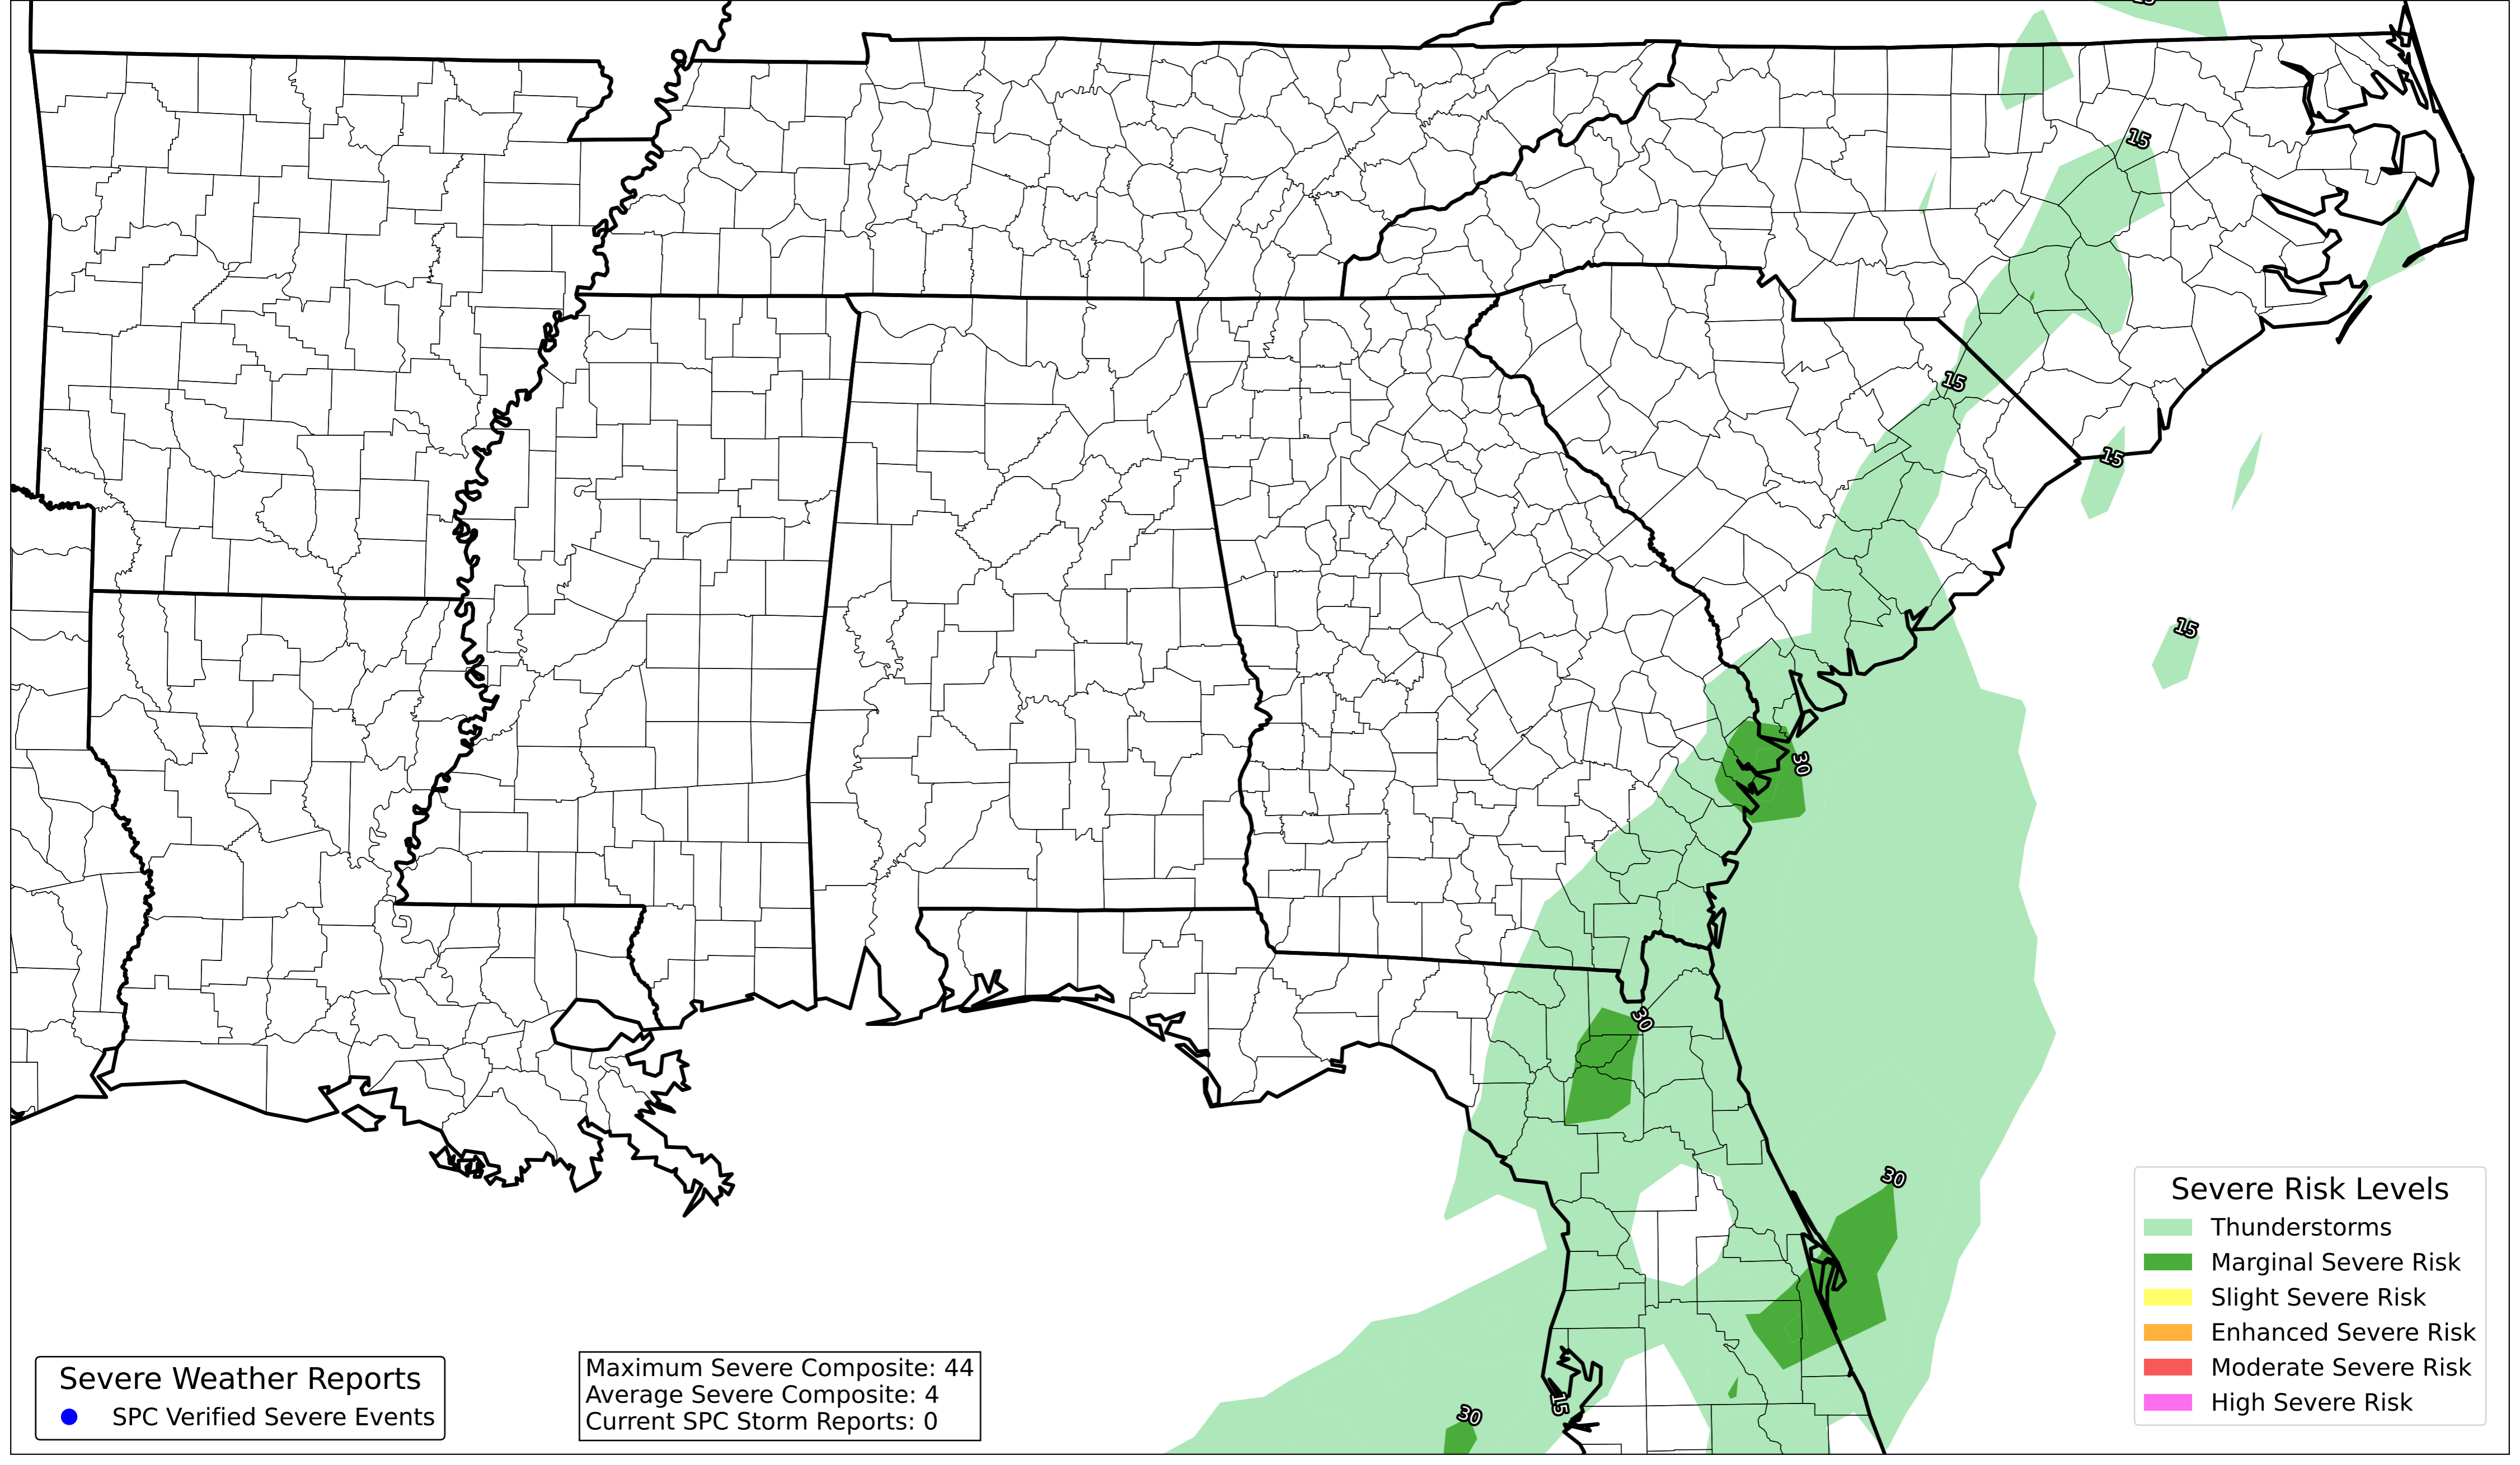 15
15
15
15
15
30
30
30
15
30
Severe Risk Levels
Thunderstorms
Marginal Severe Risk
Slight Severe Risk
Enhanced Severe Risk
Moderate Severe Risk
High Severe Risk
Severe Weather Reports
SPC Verified Severe Events
Maximum Severe Composite: 44
Average Severe Composite: 4
Current SPC Storm Reports: 0